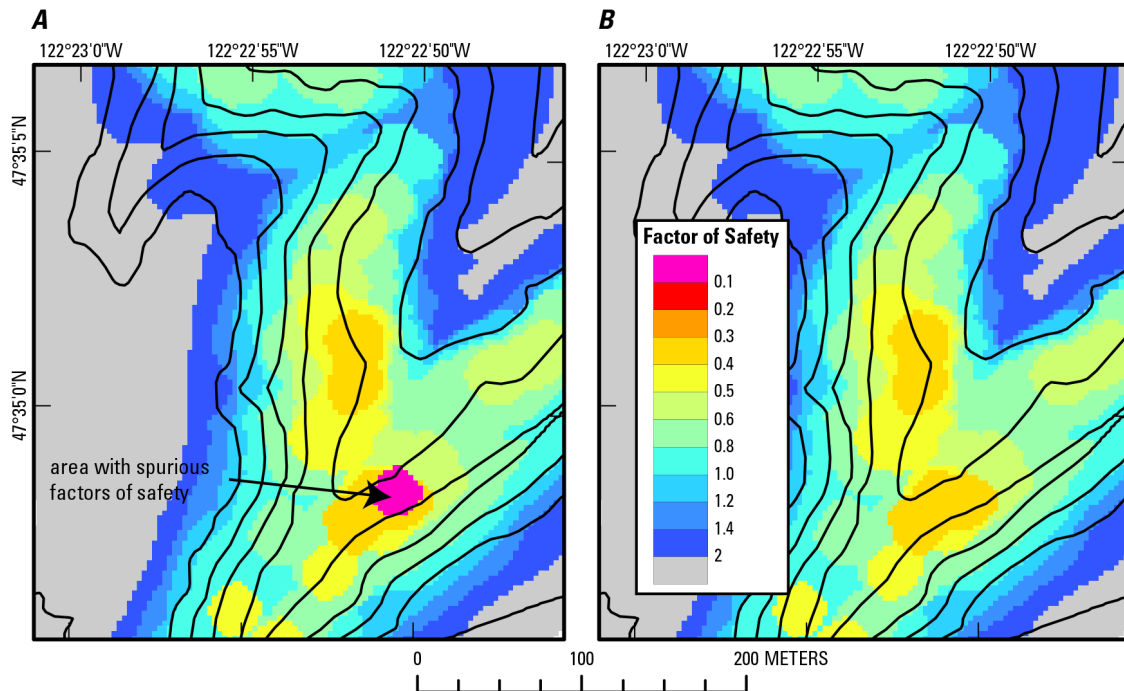 A
B
122°23'0"W 122°22'55"W 122°22'50"W
122°23'0"W 122°22'55"W 122°22'50"W
47°35'5"N
47°35'0"N
area with spurious
factors of safety
Factor of Safety
0.1
0.2
0.3
0.4
0.5
0.6
0.8
1.0
1.2
1.4
2
0 100 200 METERS